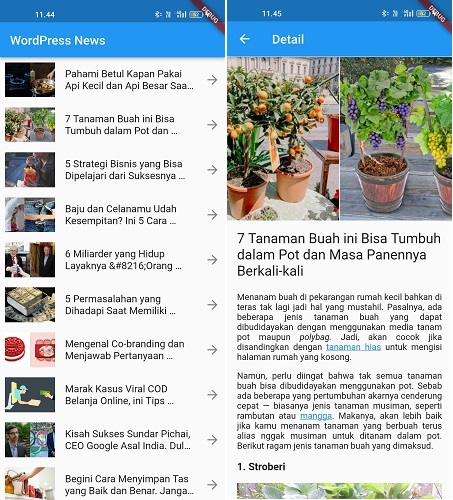 11.44
DEBUG
WordPress News
Pahami Betul Kapan Pakai
Api Kecil dan Api Besar Saa...
7 Tanaman Buah ini Bisa
Tumbuh dalam Pot dan ...
5 Strategi Bisnis yang Bisa
Dipelajari dari Suksesnya ...
Baju dan Celanamu Udah
Kesempitan? Ini 5 Cara ...
6 Miliarder yang Hidup
Layaknya &#8216;Orang ...
5 Permasalahan yang
Dihadapi Saat Memiliki ...
Mengenal Co-branding dan
Menjawab Pertanyaan ...
Marak Kasus Viral COD
Belanja Online, ini Tips ...
Kisah Sukses Sundar Pichai,
CEO Google Asal India. Dul...
Begini Cara Menyimpan Tas
yang Baik dan Benar. Janga...
11.45
DEBUG
Detail
7 Tanaman Buah ini Bisa Tumbuh
dalam Pot dan Masa Panennya
Berkali-kali
Menanam buah di pekarangan rumah kecil bahkan di
teras tak lagi jadi hal yang mustahil. Pasalnya, ada
beberapa jenis tanaman buah yang dapat
dibudidayakan dengan menggunakan media tanam
pot maupun polybag. Jadi, akan cocok jika
disandingkan dengan tanaman hias untuk mengisi
halaman rumah yang kosong.
Namun, perlu diingat bahwa tak semua tanaman
buah bisa dibudidayakan menggunakan pot. Sebab
ada beberapa yang pertumbuhan akarnya cenderung
cepat — biasanya jenis tanaman musiman, seperti
rambutan atau mangga. Makanya, akan lebih baik
jika kamu menanam tanaman yang berbuah terus
alias nggak musiman untuk ditanam dalam pot.
Berikut ragam jenis tanaman buah yang dimaksud.
1. Stroberi